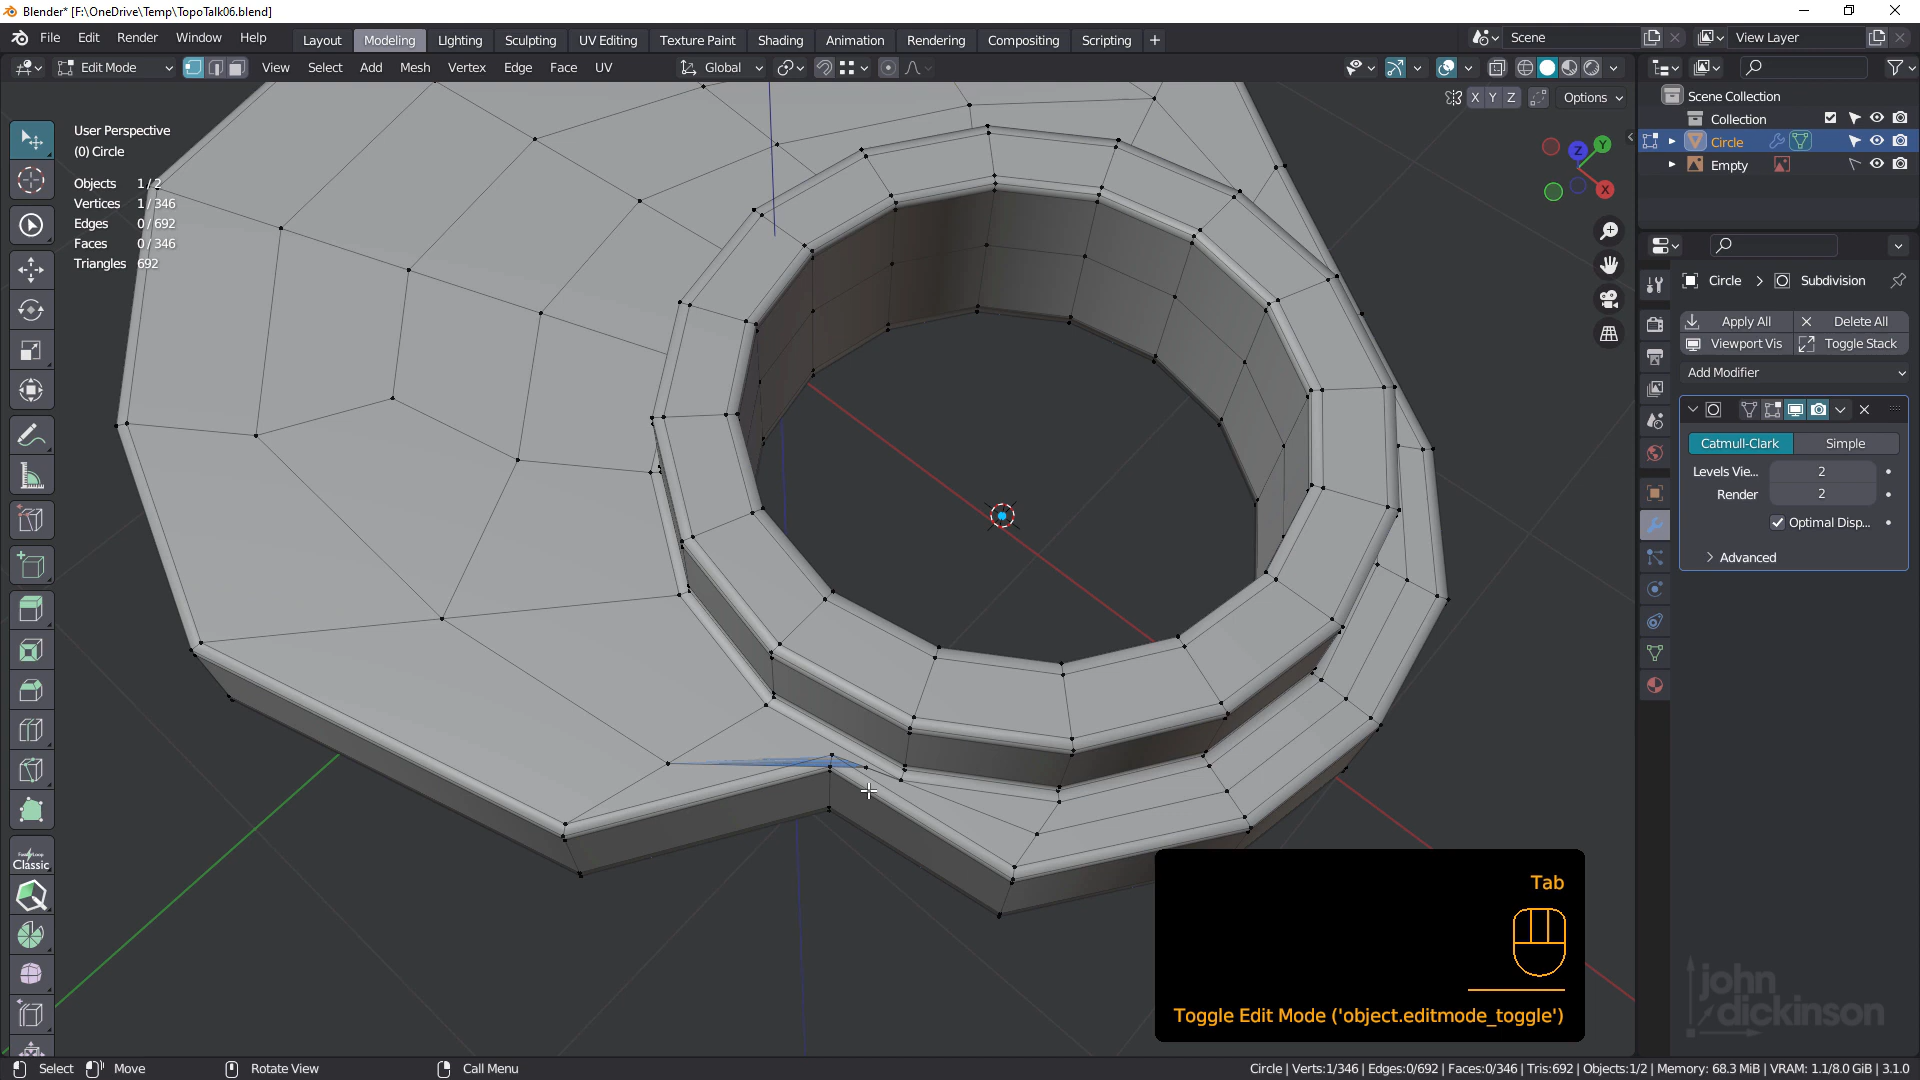 Blender* [F:\OneDrive\Temp\TopoTalk06.blend]
File Edit Render Window Help
Layout Modeling Lighting Sculpting UV Editing Texture Paint Shading Animation Rendering Compositing Scripting +
Scene
View Layer
Edit Mode
View Select Add Mesh Vertex Edge Face UV
Global
X Y Z
Options
User Perspective
(0) Circle
Objects 1/2
Vertices 1/346
Edges 0/692
Faces 0/346
Triangles 692
Z
Y
X
Classic
Scene Collection
Collection
Circle
Empty
Circle > Subdivision
Apply All
Delete All
Viewport Vis
Toggle Stack
Add Modifier
Catmull-Clark
Simple
Levels Vie... 2
Render 2
Optimal Disp...
Advanced
Tab
Toggle Edit Mode ('object.editmode_toggle')
john
dickinson
Select
Move
Rotate View
Call Menu
Circle | Verts:1/346 | Edges:0/692 | Faces:0/346 | Tris:692 | Objects:1/2 | Memory: 68.3 MiB | VRAM: 1.1/8.0 GiB | 3.1.0